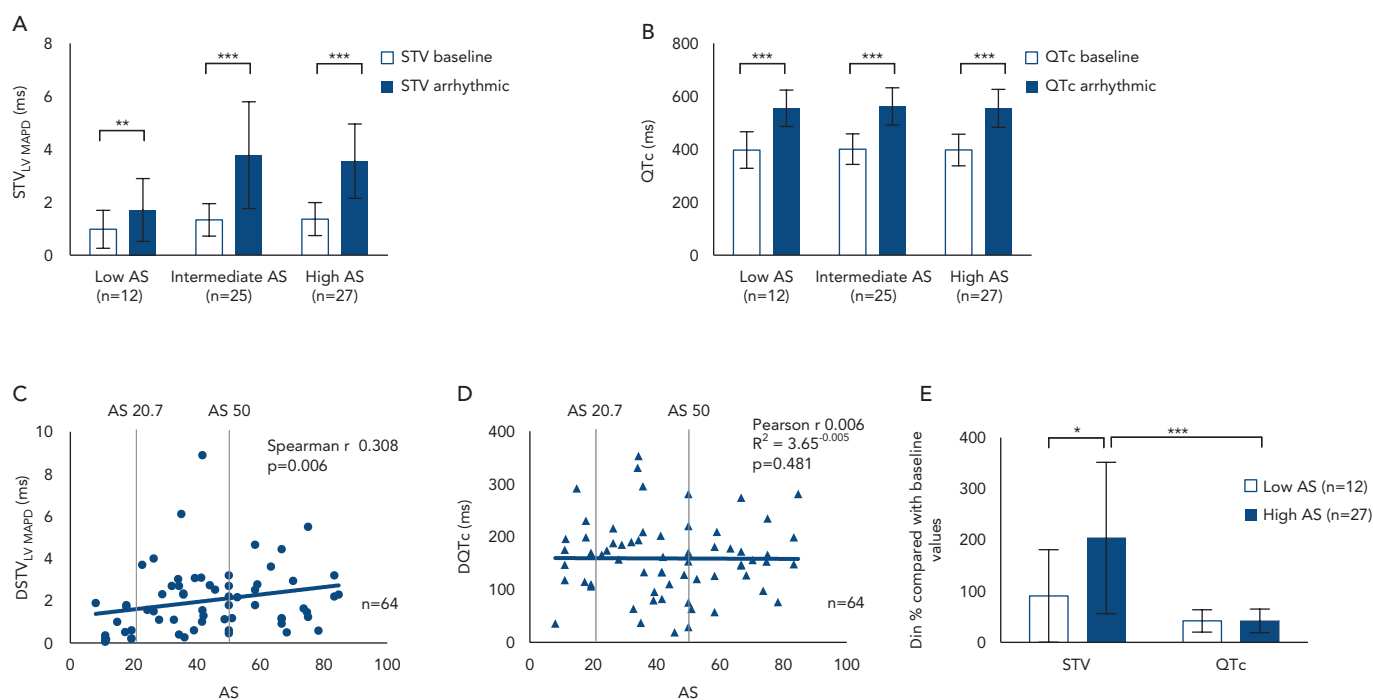 A
8
6
4
2
0
STV_LV MAPD (ms)
**
***
***
STV baseline
STV arrhythmic
Low AS
(n=12)
Intermediate AS
(n=25)
High AS
(n=27)
B
800
600
400
200
0
QTc (ms)
***
***
***
QTc baseline
QTc arrhythmic
Low AS
(n=12)
Intermediate AS
(n=25)
High AS
(n=27)
C
AS 20.7
AS 50
Spearman r 0.308
p=0.006
10
8
6
4
2
0
DSTV_LV MAPD (ms)
n=64
0 20 40 60 80 100
AS
D
AS 20.7
AS 50
Pearson r 0.006
R² = 3.65⁻⁰·⁰⁰⁵
p=0.481
400
300
200
100
0
DQTc (ms)
n=64
0 20 40 60 80 100
AS
E
400
300
200
100
0
Din % compared with baseline
values
*
***
Low AS (n=12)
High AS (n=27)
STV
QTc